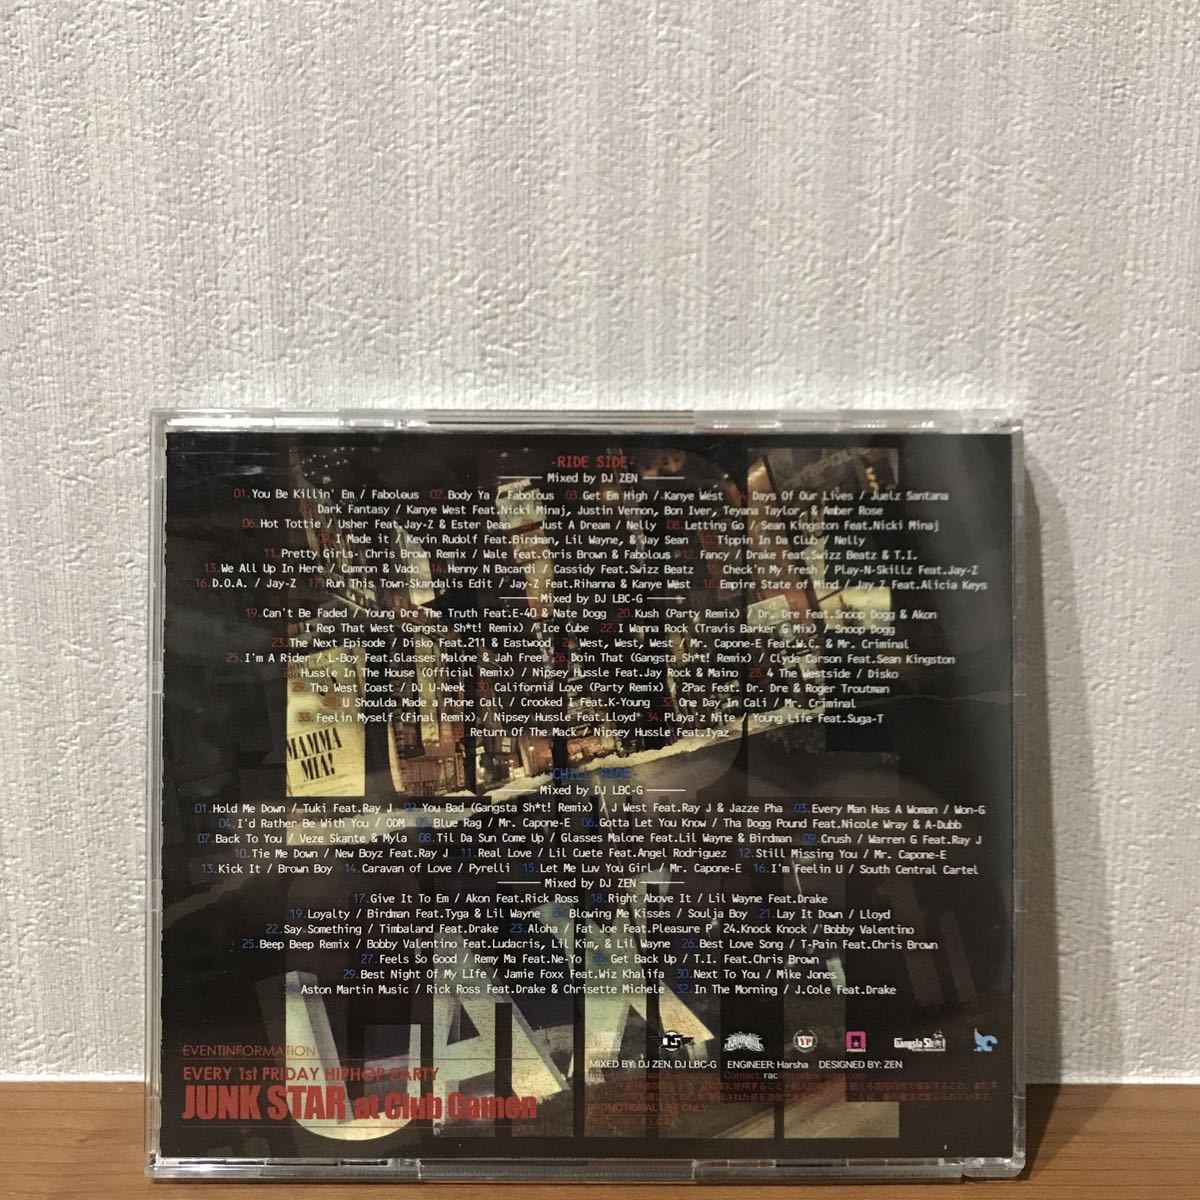 -RIDE SIDE-
Mixed by DJ ZEN
01.You Be Killin' Em / Fabolous 02.Body Ya / Fabolous 03.Get Em High / Kanye West 04. Days Of Our Lives / Juelz Santana
Dark Fantasy / Kanye West Feat.Nicki Minaj, Justin Vernon, Bon Iver, Teyana Taylor, & Amber Rose
06.Hot Tottie / Usher Feat.Jay-Z & Ester Dean 07.Just A Dream / Nelly 08.Letting Go / Sean Kingston Feat.Nicki Minaj
09.I Made it / Kevin Rudolf Feat.Birdman, Lil Wayne, & Jay Sean 10.Tippin In Da Club / Nelly
11.Pretty Girls- Chris Brown Remix / Wale Feat.Chris Brown & Fabolous 12.Fancy / Drake Feat.Swizz Beatz & T.I.
13.We All Up In Here / Camron & Vado 14.Henny N Bacardi / Cassidy Feat.Swizz Beatz 15.Check'n My Fresh / Play-N-Skillz Feat.Jay-Z
16.D.O.A. / Jay-Z 17.Run This Town-Skandalis Edit / Jay-Z Feat.Rihanna & Kanye West 18.Empire State of Mind / Jay Z Feat.Alicia Keys
Mixed by DJ LBC-G
19.Can't Be Faded / Young Dre The Truth Feat.E-40 & Nate Dogg 20.Kush (Party Remix) / Dr. Dre Feat.Snoop Dogg & Akon
I Rep That West (Gangsta Sh*t! Remix) / Ice Cube 22.I Wanna Rock (Travis Barker G Mix) / Snoop Dogg
23.The Next Episode / Disko Feat.211 & Eastwood 24.West, West, West / Mr. Capone-E Feat.W.C. & Mr. Criminal
25.I'm A Rider / L-Boy Feat.Glasses Malone & Jah Free 26.Doin That (Gangsta Sh*t! Remix) / Clyde Carson Feat.Sean Kingston
Hussle In The House (Official Remix) / Nipsey Hussle Feat.Jay Rock & Maino 28.4 The Westside / Disko
29.Tha West Coast / DJ U-Neek 30. California Love (Party Remix) / 2Pac Feat. Dr. Dre & Roger Troutman
U Shoulda Made a Phone Call / Crooked I Feat.K-Young 32.One Day In Cali / Mr. Criminal
33.Feelin Myself (Final Remix) / Nipsey Hussle Feat.Lloyd 34.Playa'z Nite / Young Life Feat.Suga-T
Return Of The Mack / Nipsey Hussle Feat.Iyaz
MAMMA
MIA!
-CHILL RIDE-
Mixed by DJ LBC-G
01.Hold Me Down / Tuki Feat.Ray J 02.You Bad (Gangsta Sh*t! Remix) / J West Feat.Ray J & Jazze Pha 03.Every Man Has A Woman / Won-G
04.I'd Rather Be With You / ODM 05.Blue Rag / Mr. Capone-E 06.Gotta Let You Know / Tha Dogg Pound Feat.Nicole Wray & A-Dubb
07.Back To You / Veze Skante & Myla 08.Til Da Sun Come Up / Glasses Malone Feat.Lil Wayne & Birdman 09.Crush / Warren G Feat.Ray J
10.Tie Me Down / New Boyz Feat.Ray J 11.Real Love / Lil Cuete Feat.Angel Rodriguez 12.Still Missing You / Mr. Capone-E
13.Kick It / Brown Boy 14.Caravan of Love / Pyrelli 15.Let Me Luv You Girl / Mr. Capone-E 16.I'm Feelin U / South Central Cartel
Mixed by DJ ZEN
17.Give It To Em / Akon Feat.Rick Ross 18.Right Above It / Lil Wayne Feat.Drake
19.Loyalty / Birdman Feat.Tyga & Lil Wayne 20.Blowing Me Kisses / Soulja Boy 21.Lay It Down / Lloyd
22.Say Something / Timbaland Feat.Drake 23.Aloha / Fat Joe Feat.Pleasure P 24.Knock Knock / Bobby Valentino
25.Beep Beep Remix / Bobby Valentino Feat.Ludacris, Lil Kim, & Lil Wayne 26.Best Love Song / T-Pain Feat.Chris Brown
27.Feels So Good / Remy Ma Feat.Ne-Yo 28.Get Back Up / T.I. Feat.Chris Brown
29.Best Night Of My LIfe / Jamie Foxx Feat.Wiz Khalifa 30.Next To You / Mike Jones
Aston Martin Music / Rick Ross Feat.Drake & Chrisette Michele 32.In The Morning / J.Cole Feat.Drake
EVENTINFORMATION
EVERY 1st FRIDAY HIPHOP PARTY
JUNK STAR at Club Camon
VP
Gangsta Sh*t
MIXED BY: DJ ZEN, DJ LBC-G ENGINEER: Harsha DESIGNED BY: ZEN
PROMOTIONAL USE ONLY